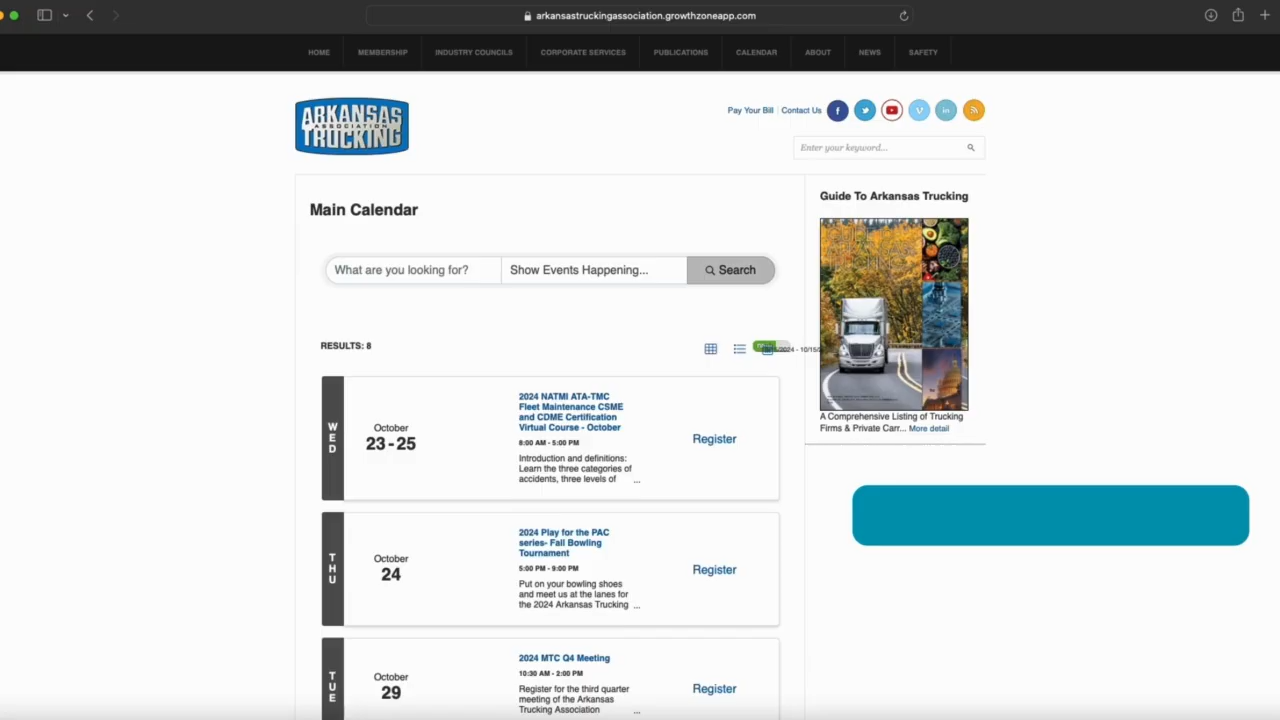 arkansastruckingassociation.growthzoneapp.com
HOME
MEMBERSHIP
INDUSTRY COUNCILS
CORPORATE SERVICES
PUBLICATIONS
CALENDAR
ABOUT
NEWS
SAFETY
ARKANSAS
ASSOCIATION
TRUCKING
Pay Your Bill
Contact Us
Enter your keyword...
Main Calendar
What are you looking for?
Show Events Happening...
Search
RESULTS: 8
WED
October
23-25
2024 NATMI ATA-TMC
Fleet Maintenance CSME
and CDME Certification
Virtual Course - October
8:00 AM - 5:00 PM
Introduction and definitions:
Learn the three categories of
accidents, three levels of ...
Register
THU
October
24
2024 Play for the PAC
series- Fall Bowling
Tournament
5:00 PM - 9:00 PM
Put on your bowling shoes
and meet us at the lanes for
the 2024 Arkansas Trucking ...
Register
TUE
October
29
2024 MTC Q4 Meeting
10:30 AM - 2:00 PM
Register for the third quarter
meeting of the Arkansas
Trucking Association ...
Register
Guide To Arkansas Trucking
A Comprehensive Listing of Trucking
Firms & Private Carr... More detail